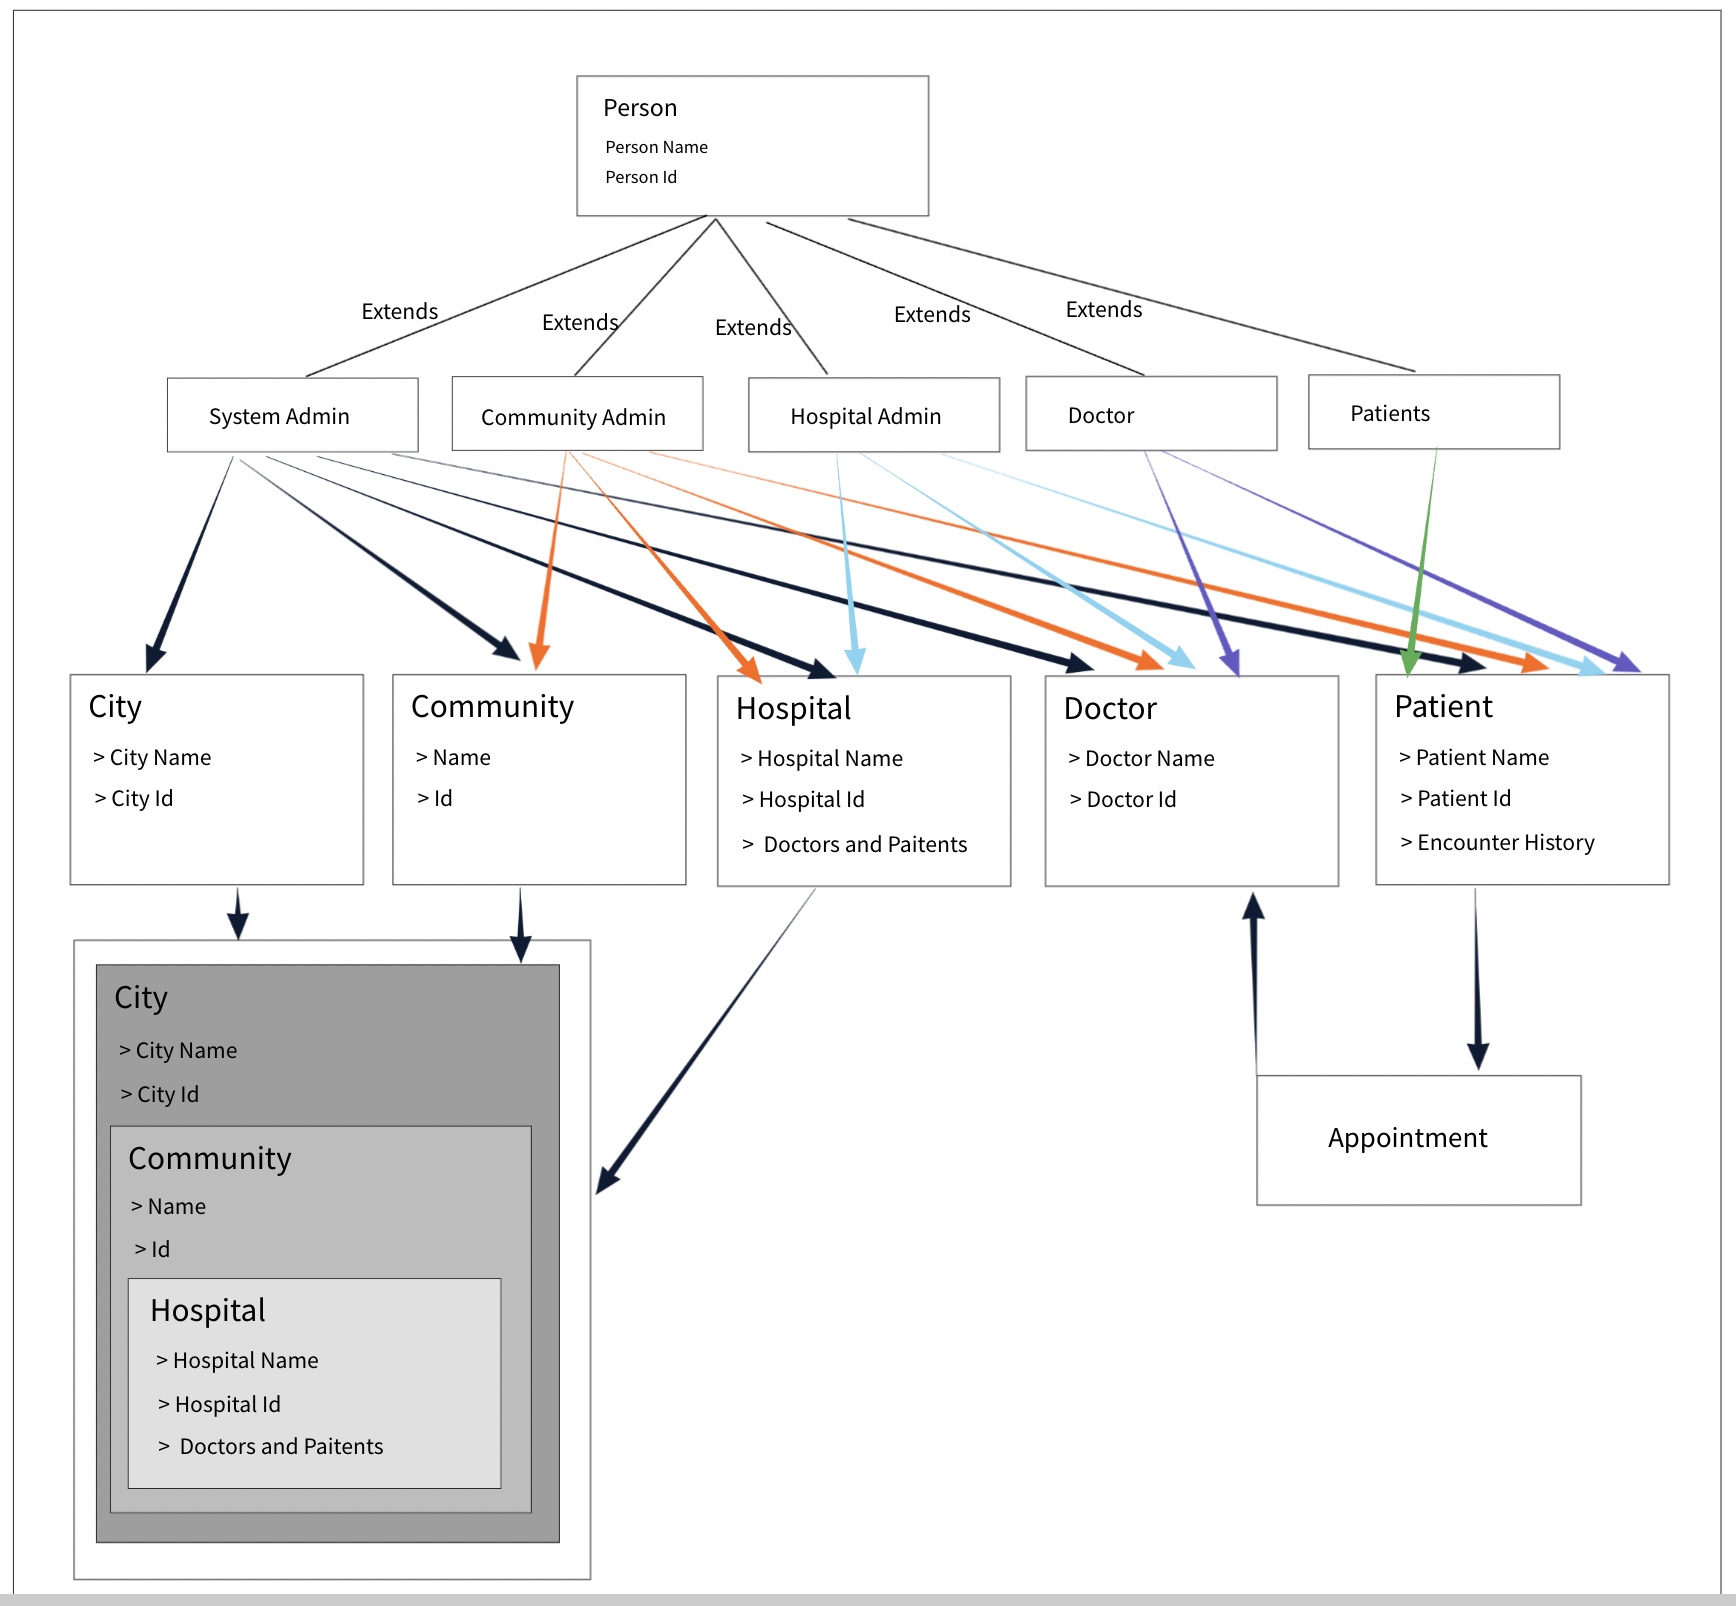 Person
Person Name
Person Id
Extends
Extends
Extends
Extends
Extends
System Admin
Community Admin
Hospital Admin
Doctor
Patients
City
> City Name
> City Id
Community
> Name
> Id
Hospital
> Hospital Name
> Hospital Id
> Doctors and Paitents
Doctor
> Doctor Name
> Doctor Id
Patient
> Patient Name
> Patient Id
> Encounter History
City
> City Name
> City Id
Community
> Name
> Id
Hospital
> Hospital Name
> Hospital Id
> Doctors and Paitents
Appointment